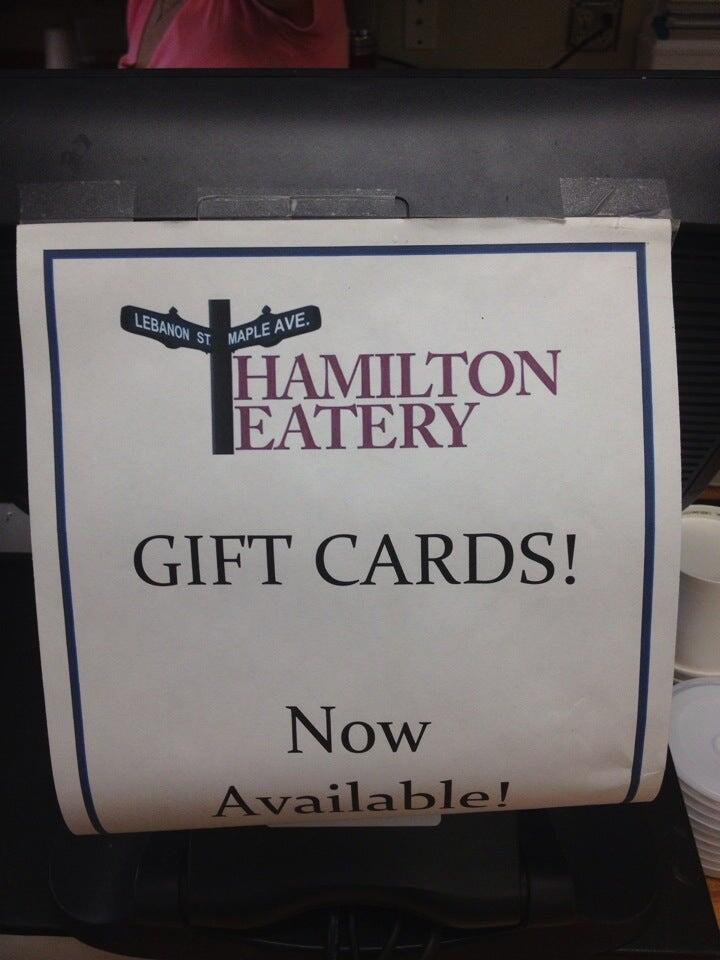 LEBANON ST. MAPLE AVE.
HAMILTON
EATERY
GIFT CARDS!
Now
Available!